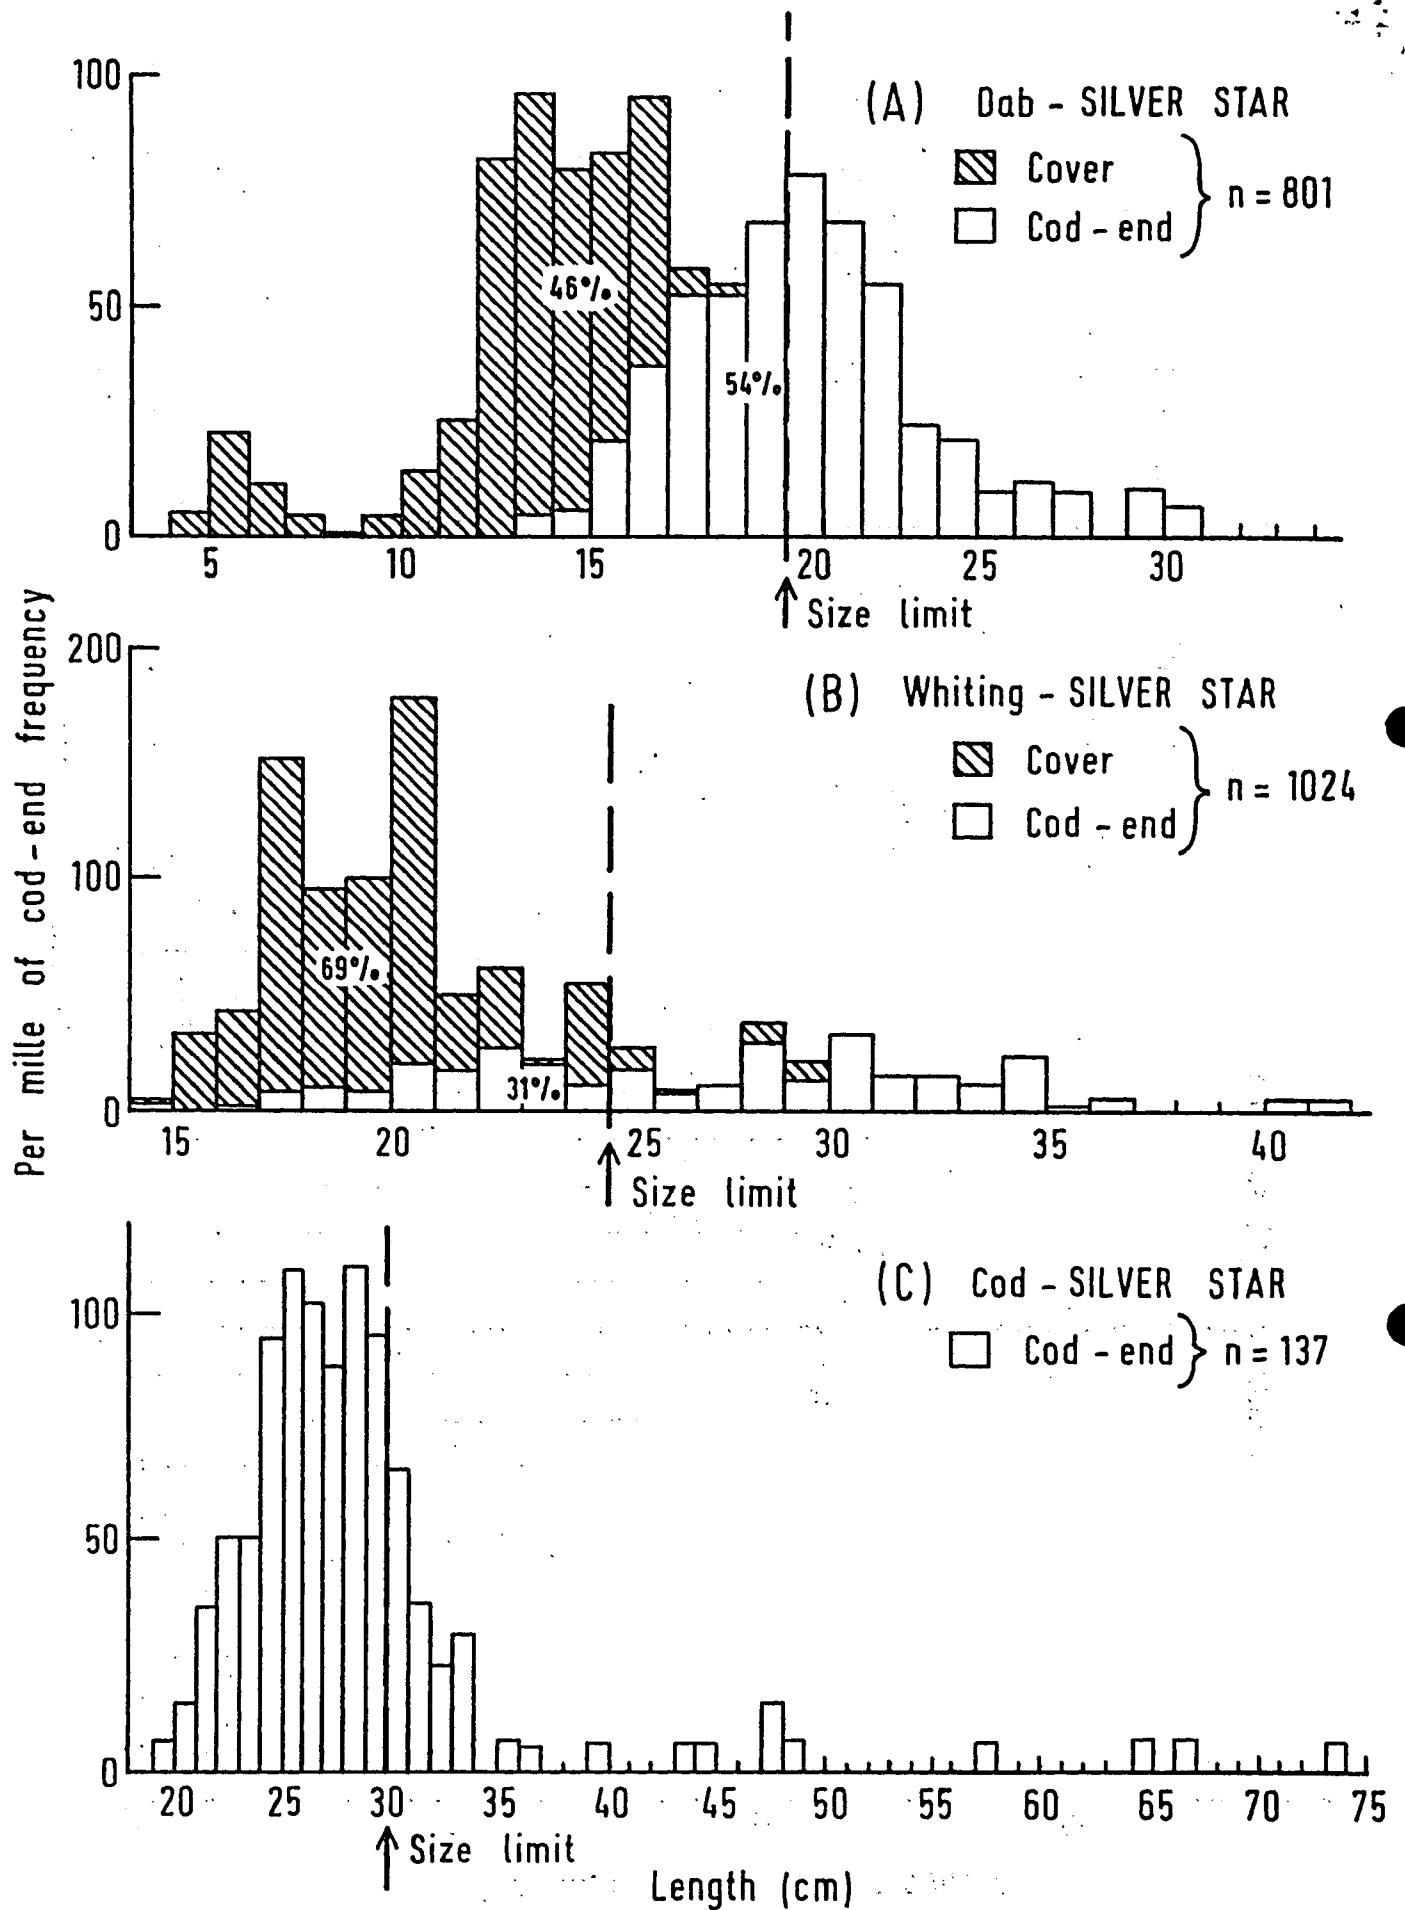 100
50
0
(A) Dab - SILVER STAR
Cover
Cod - end
n = 801
46%
54%
5 10 15 20 25 30
Size limit
Per mille of cod-end frequency
200
100
0
(B) Whiting - SILVER STAR
Cover
Cod - end
n = 1024
69%
31%
15 20 25 30 35 40
Size limit
100
50
0
(C) Cod - SILVER STAR
Cod - end
n = 137
20 25 30 35 40 45 50 55 60 65 70 75
Size limit
Length (cm)